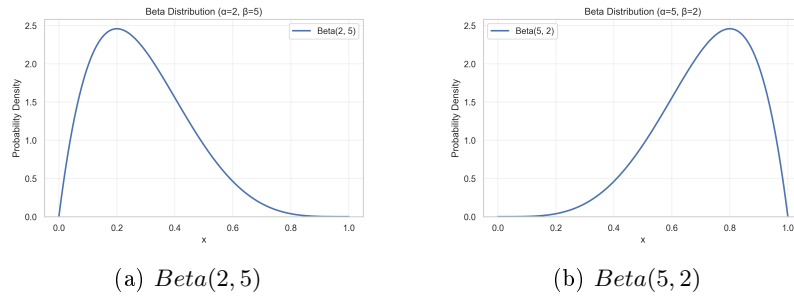 Beta Distribution (α=2, β=5)
Probability Density
2.5
2.0
1.5
1.0
0.5
0.0
Beta(2, 5)
0.0 0.2 0.4 0.6 0.8 1.0
x
(a) Beta(2, 5)
Beta Distribution (α=5, β=2)
Probability Density
2.5
2.0
1.5
1.0
0.5
0.0
Beta(5, 2)
0.0 0.2 0.4 0.6 0.8 1.0
x
(b) Beta(5, 2)